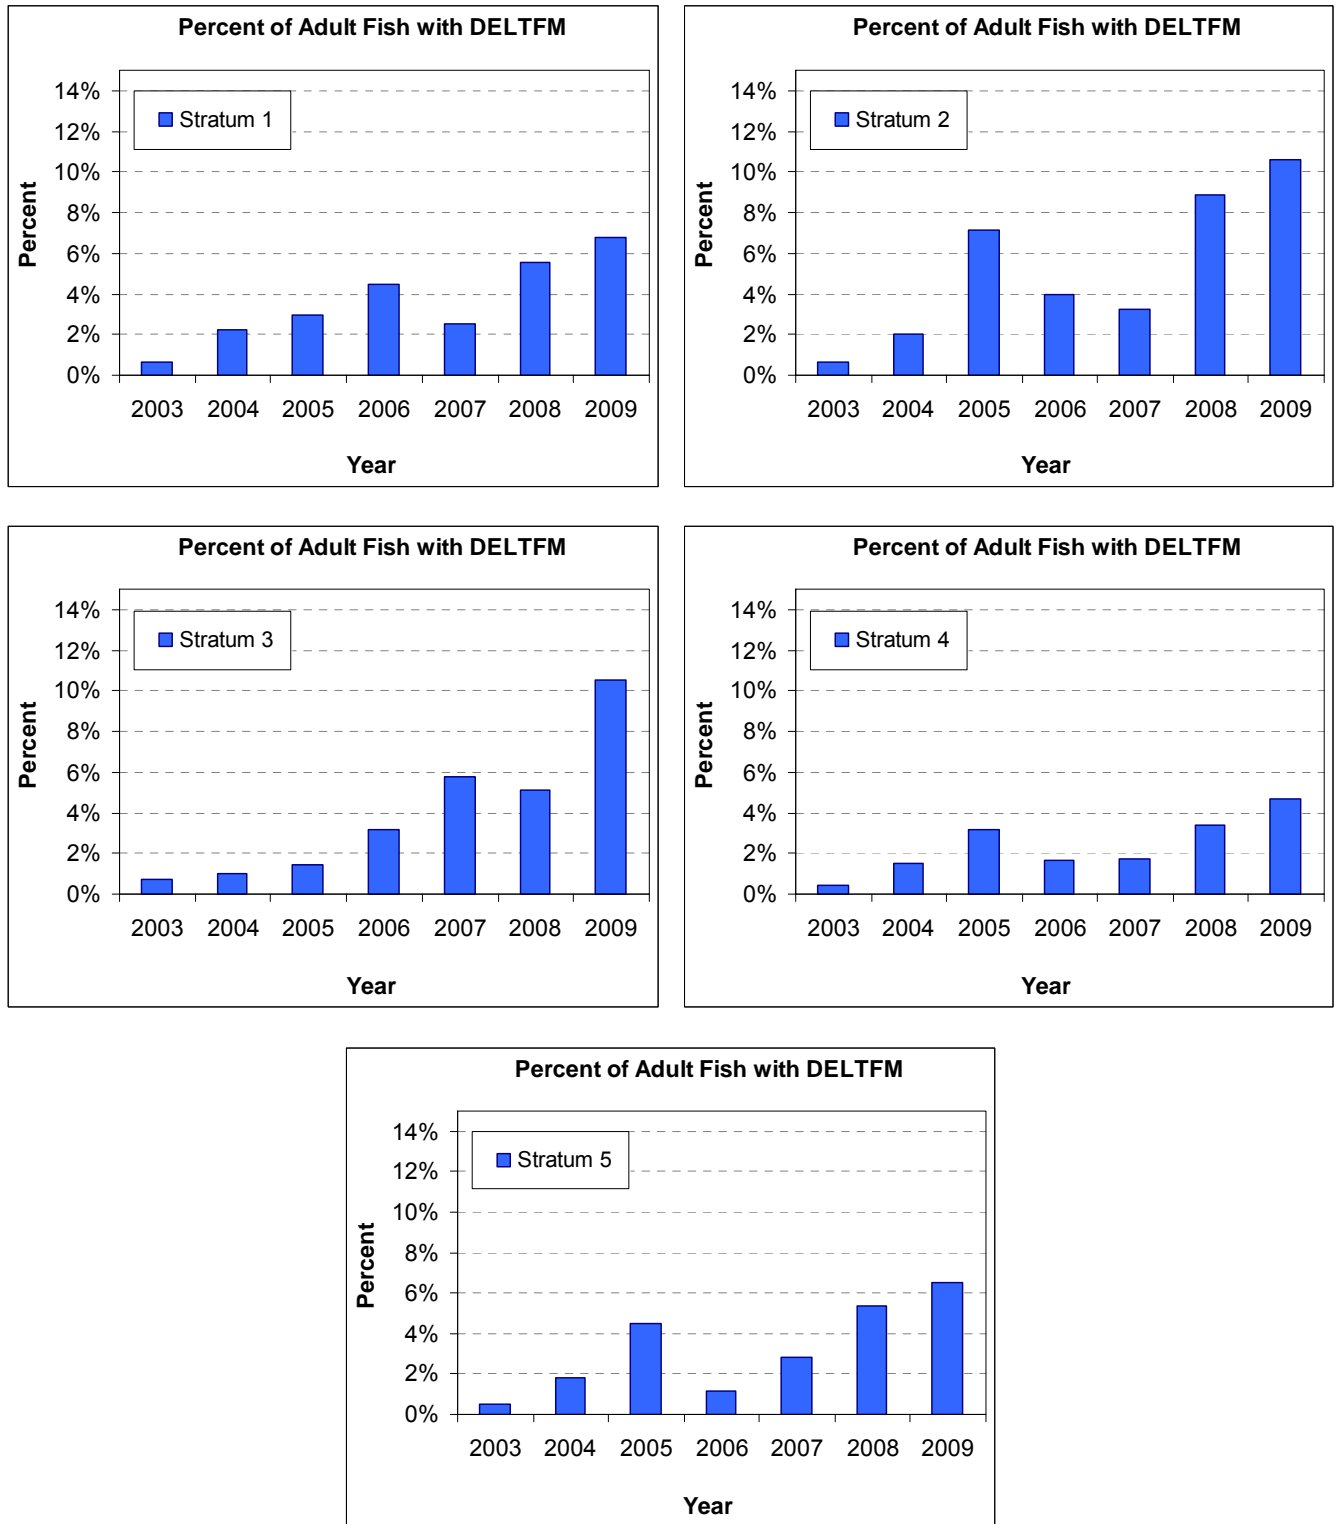 Percent of Adult Fish with DELTFM
14%
12%
10%
8%
6%
4%
2%
0%
Percent
Stratum 1
2003 2004 2005 2006 2007 2008 2009
Year
Percent of Adult Fish with DELTFM
14%
12%
10%
8%
6%
4%
2%
0%
Percent
Stratum 2
2003 2004 2005 2006 2007 2008 2009
Year
Percent of Adult Fish with DELTFM
14%
12%
10%
8%
6%
4%
2%
0%
Percent
Stratum 3
2003 2004 2005 2006 2007 2008 2009
Year
Percent of Adult Fish with DELTFM
14%
12%
10%
8%
6%
4%
2%
0%
Percent
Stratum 4
2003 2004 2005 2006 2007 2008 2009
Year
Percent of Adult Fish with DELTFM
14%
12%
10%
8%
6%
4%
2%
0%
Percent
Stratum 5
2003 2004 2005 2006 2007 2008 2009
Year